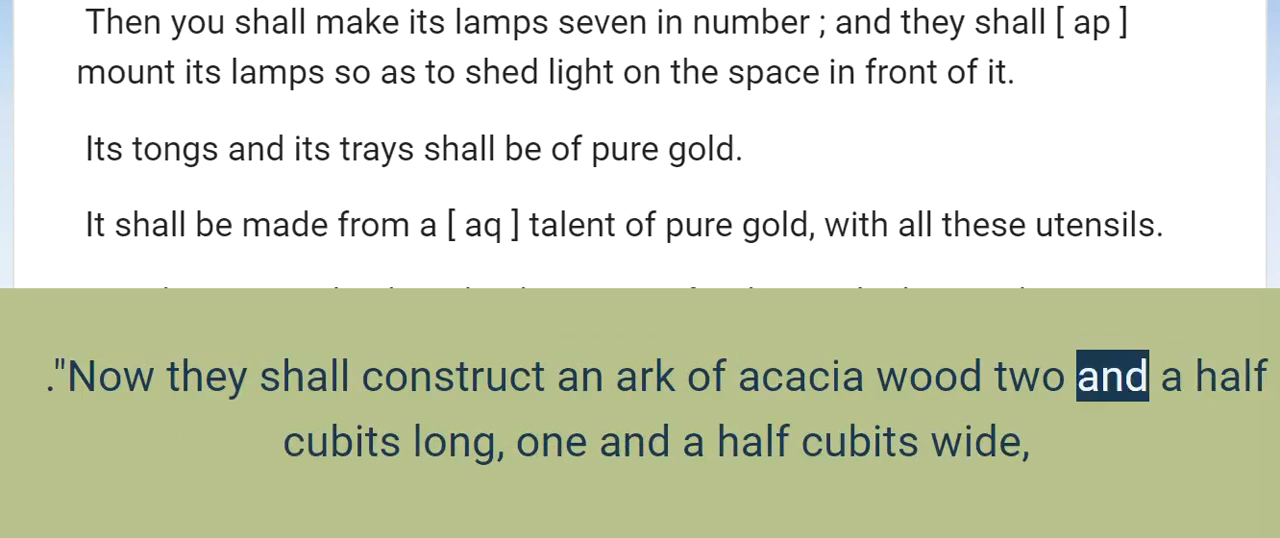 Then you shall make its lamps seven in number ; and they shall [ ap ]
mount its lamps so as to shed light on the space in front of it.
Its tongs and its trays shall be of pure gold.
It shall be made from a [ aq ] talent of pure gold, with all these utensils.
."Now they shall construct an ark of acacia wood two and a half
cubits long, one and a half cubits wide,